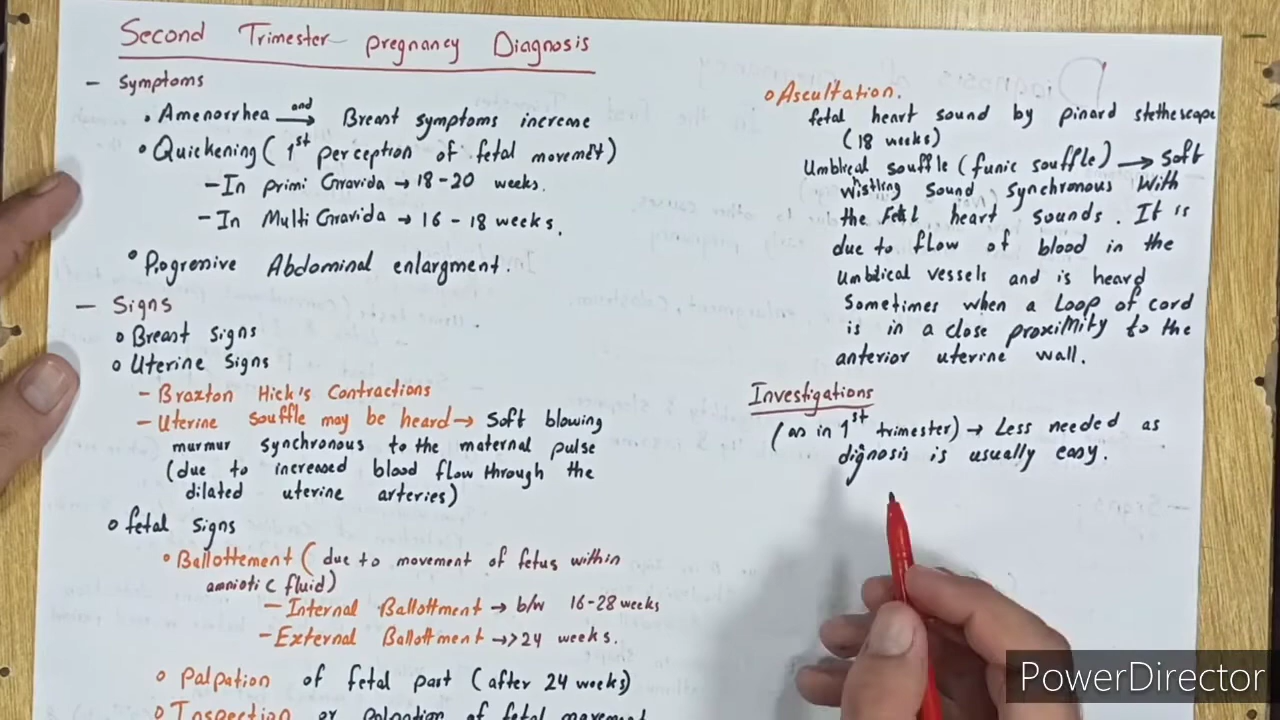 Second Trimester pregnancy Diagnosis
- Symptoms
• Amenorrhea and → Breast symptoms increase
• Quickening (1st perception of fetal movemnt)
- In primi Gravida → 18-20 weeks.
- In Multi Gravida → 16-18 weeks.
• Progressive Abdominal enlargment.
- Signs
o Breast Signs
o Uterine Signs
- Braxton Hick's Contractions
- Uterine Souffle may be heard → Soft blowing
murmur synchronous to the maternal pulse
(due to increased blood flow through the
dilated uterine arteries)
o fetal Signs
o Ballottement (due to movement of fetus within
amniotic fluid)
- Internal Ballottment → b/w 16-28 weeks
- External Ballottment → >24 weeks.
o Palpation of fetal part (after 24 weeks)
o Inspection or palpation of fetal movement
o Ascultation.
fetal heart sound by pinard stethescope
(18 weeks)
Umblical souffle (funic souffle) → Soft
wistling Sound synchronous with
the Fetal heart sounds. It is
due to flow of blood in the
Umblical vessels and is heard
Sometimes when a Loop of cord
is in a close proximity to the
anterior uterine wall.
Investigations
(as in 1st trimester) → Less needed as
dignosis is usually easy.
PowerDirector